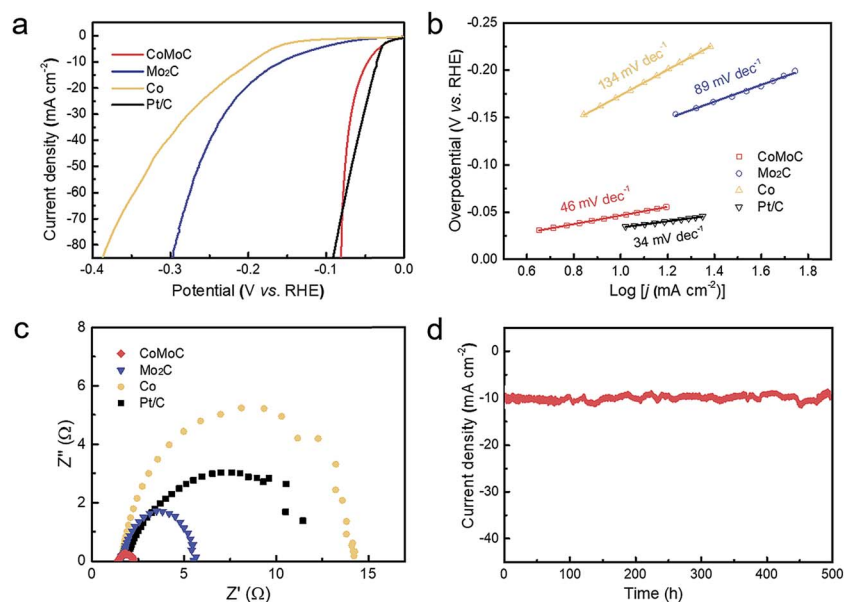 a
0
-10
-20
-30
-40
-50
-60
-70
-80
Current density (mA cm⁻²)
CoMoC
Mo₂C
Co
Pt/C
-0.4
-0.3
-0.2
-0.1
0.0
Potential (V vs. RHE)
b
-0.25
-0.20
-0.15
-0.10
-0.05
0.00
Overpotential (V vs. RHE)
134 mV dec⁻¹
89 mV dec⁻¹
46 mV dec⁻¹
34 mV dec⁻¹
CoMoC
Mo₂C
Co
Pt/C
0.6
0.8
1.0
1.2
1.4
1.6
1.8
Log [j (mA cm⁻²)]
c
8
6
4
2
0
Z" (Ω)
CoMoC
Mo₂C
Co
Pt/C
0
5
10
15
Z' (Ω)
d
0
-10
-20
-30
-40
Current density (mA cm⁻²)
0
100
200
300
400
500
Time (h)